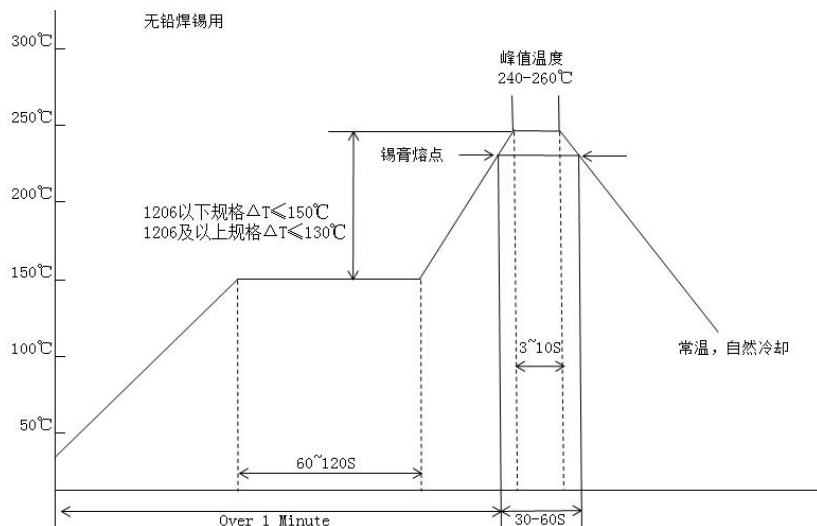 无铅焊锡用
300℃
峰值温度
240-260℃
250℃
锡膏熔点
200℃
1206以下规格△T≤150℃
1206及以上规格△T≤130℃
150℃
100℃
3~10S
常温，自然冷却
50℃
60~120S
Over 1 Minute
30-60S